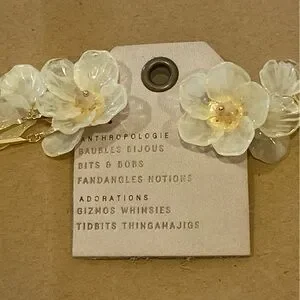 ANTHROPOLOGIE
BAUBLES BIJOUS
BITS & BOBS
FANDANGLES NOTIONS
ADORATIONS
GIZMOS WHIMSIES
TIDBITS THINGAMAJIGS